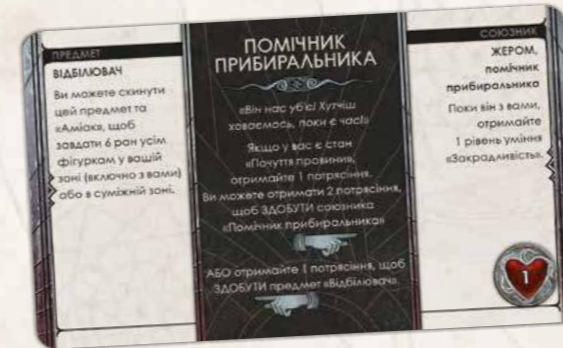 ПРЕДМЕТ
ВІДБІЛЮВАЧ
Ви можете скинути
цей предмет та
«Аміак», щоб
завдати 6 ран усім
фігуркам у вашій
зоні (включно з вами)
або в суміжній зоні.
ПОМІЧНИК
ПРИБИРАЛЬНИКА
«Він нас уб'є! Хутчіш
ховаємось, поки є час!»
Якщо у вас є стан
«Почуття провини»,
отримайте 1 потрясіння.
Ви можете отримати 2 потрясіння,
щоб ЗДОБУТИ союзника
«Помічник прибиральника»
АБО отримайте 1 потрясіння, щоб
ЗДОБУТИ предмет «Відбілювач».
СОЮЗНИК
ЖЕРОМ,
помічник
прибиральника
Поки він з вами,
отримайте
1 рівень уміння
«Закрадливість».
1